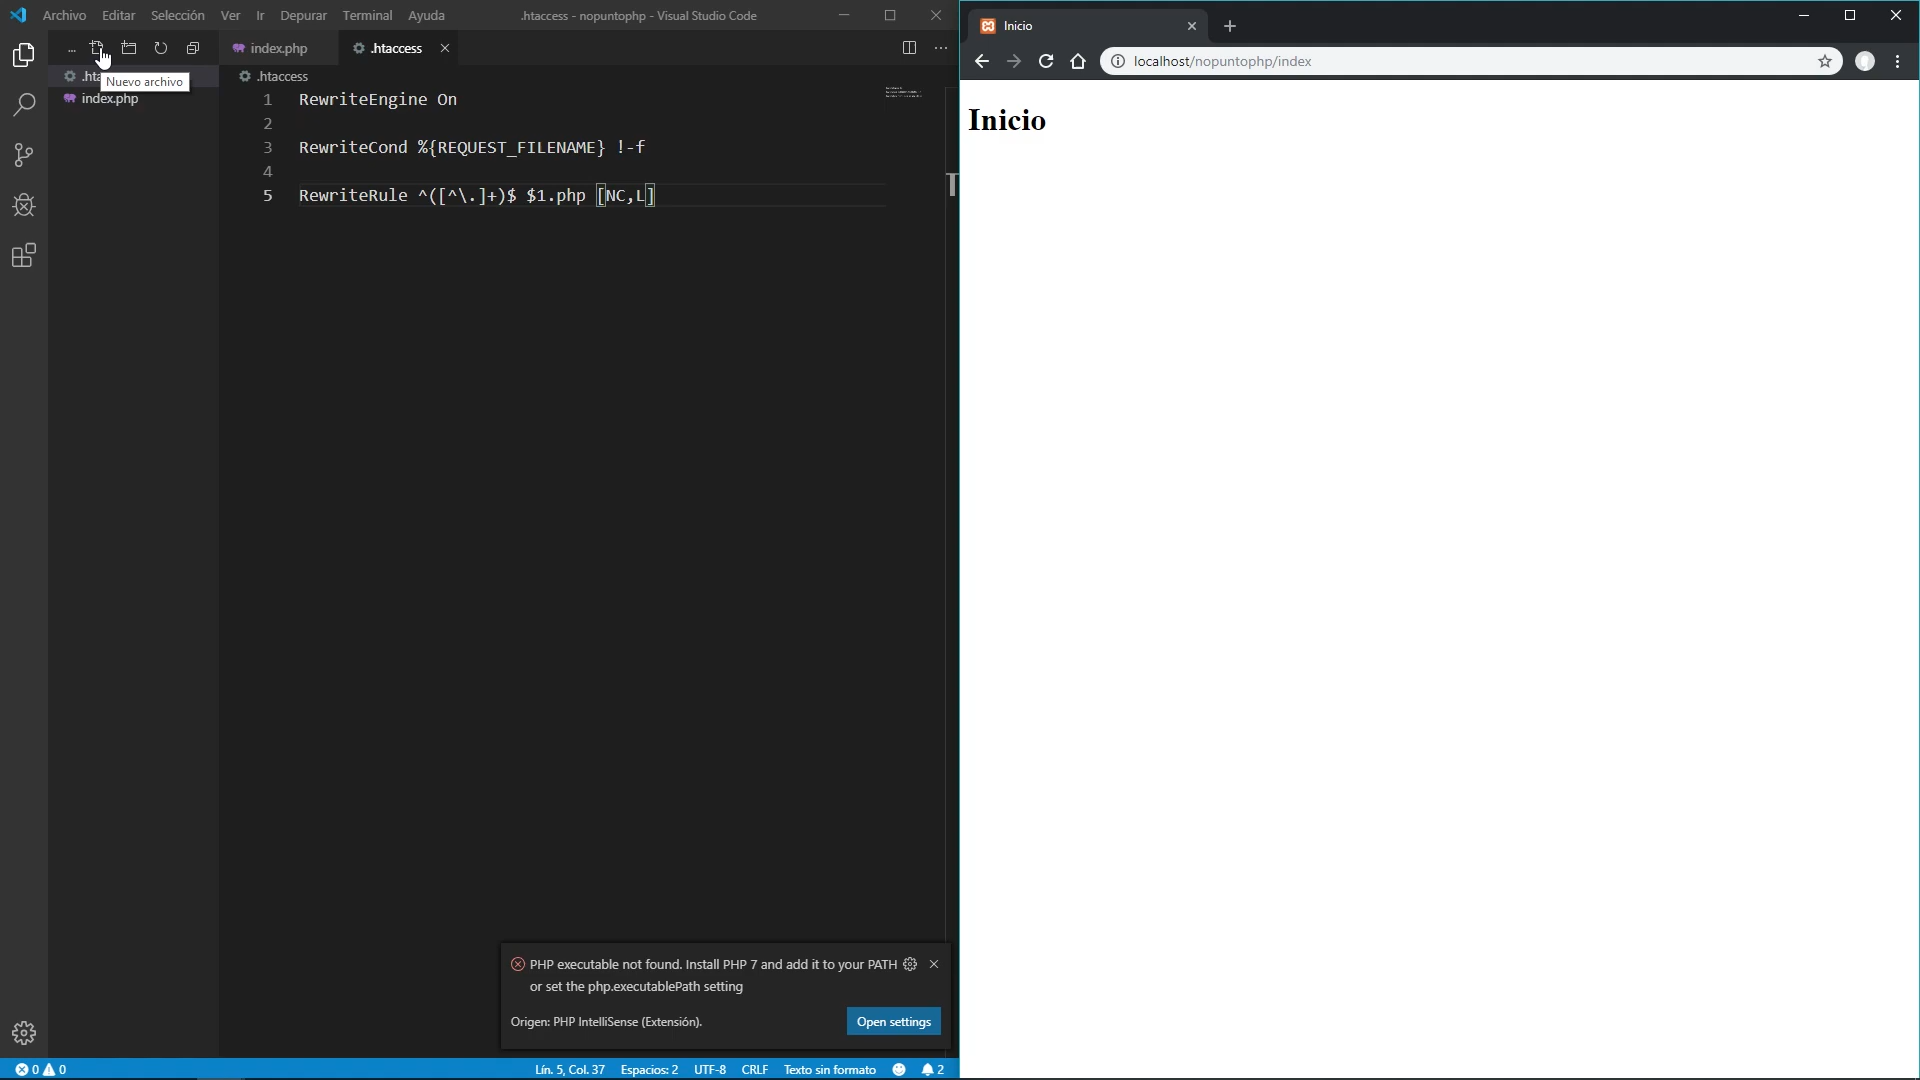 Archivo Editar Selección Ver Ir Depurar Terminal Ayuda
.htaccess - nopuntophp - Visual Studio Code
index.php
.htaccess
Nuevo archivo
index.php
.htaccess
1 RewriteEngine On
2
3 RewriteCond %{REQUEST_FILENAME} !-f
4
5 RewriteRule ^([^\.]+)$ $1.php [NC,L]
PHP executable not found. Install PHP 7 and add it to your PATH
or set the php.executablePath setting
Origen: PHP IntelliSense (Extensión).
Open settings
0 0
Lín. 5, Col. 37 Espacios: 2 UTF-8 CRLF Texto sin formato 2
Inicio
localhost/nopuntophp/index
Inicio